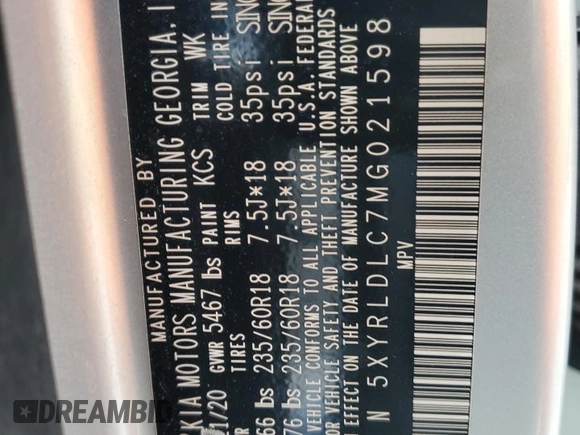 MANUFACTURED BY
KIA MOTORS MANUFACTURING GEORGIA, I
1/20 GVWR 5467 lbs PAINT KCS TRIM WK
TIRES RIMS COLD TIRE IN
66 lbs 235/60R18 7.5J*18 35psi SING
76 lbs 235/60R18 7.5J*18 35psi SIN
VEHICLE CONFORMS TO ALL APPLICABLE U.S.A. FEDERA
OR VEHICLE SAFETY AND THEFT PREVENTION STANDARDS
EFFECT ON THE DATE OF MANUFACTURE SHOWN ABOVE
N 5XYRLDLC7MG021598
MPV
DREAMBID